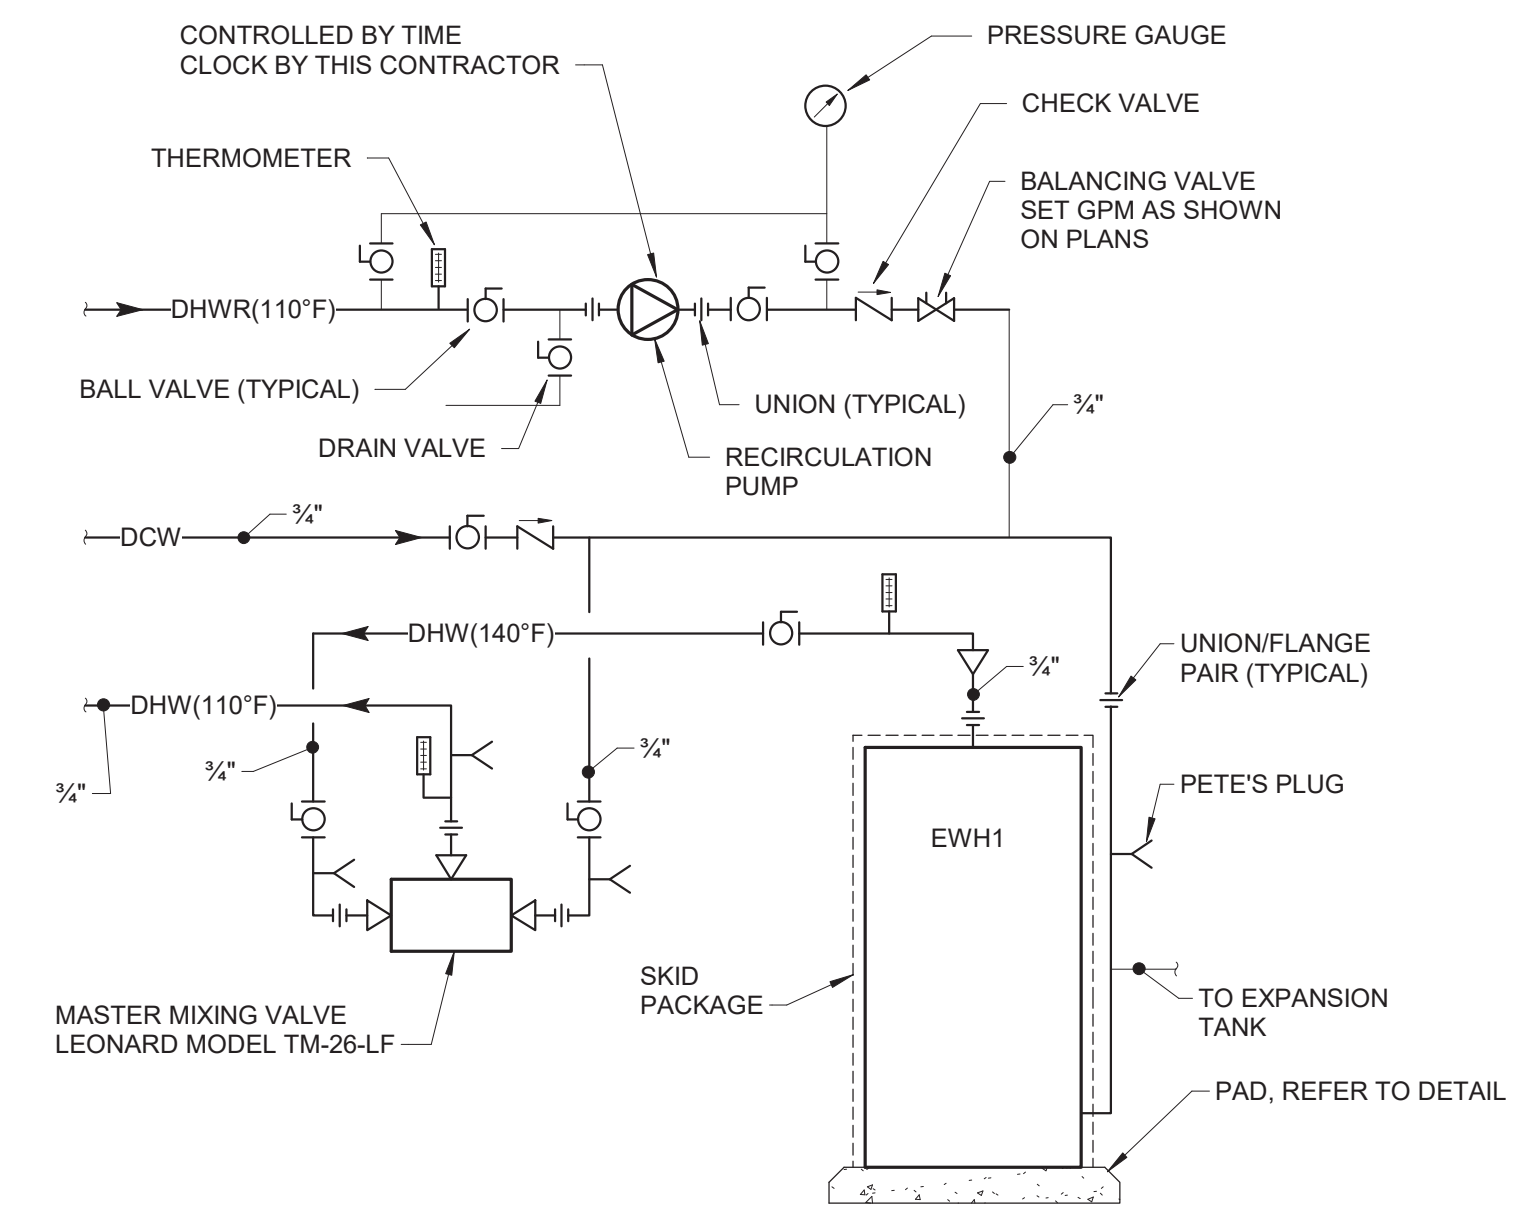 CONTROLLED BY TIME
CLOCK BY THIS CONTRACTOR
PRESSURE GAUGE
CHECK VALVE
THERMOMETER
BALANCING VALVE
SET GPM AS SHOWN
ON PLANS
DHWR(110°F)
BALL VALVE (TYPICAL)
UNION (TYPICAL)
¾"
DRAIN VALVE
RECIRCULATION
PUMP
¾"
DCW
DHW(140°F)
UNION/FLANGE
PAIR (TYPICAL)
¾"
DHW(110°F)
¾"
¾"
¾"
PETE'S PLUG
EWH1
SKID
PACKAGE
TO EXPANSION
TANK
MASTER MIXING VALVE
LEONARD MODEL TM-26-LF
PAD, REFER TO DETAIL